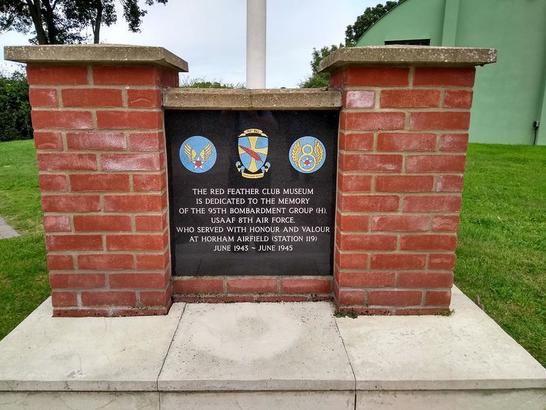 THE RED FEATHER CLUB MUSEUM
IS DEDICATED TO THE MEMORY
OF THE 95TH BOMBARDMENT GROUP (H).
USAAF 8TH AIR FORCE.
WHO SERVED WITH HONOUR AND VALOUR
AT HORHAM AIRFIELD (STATION 119)
JUNE 1943 ~ JUNE 1945